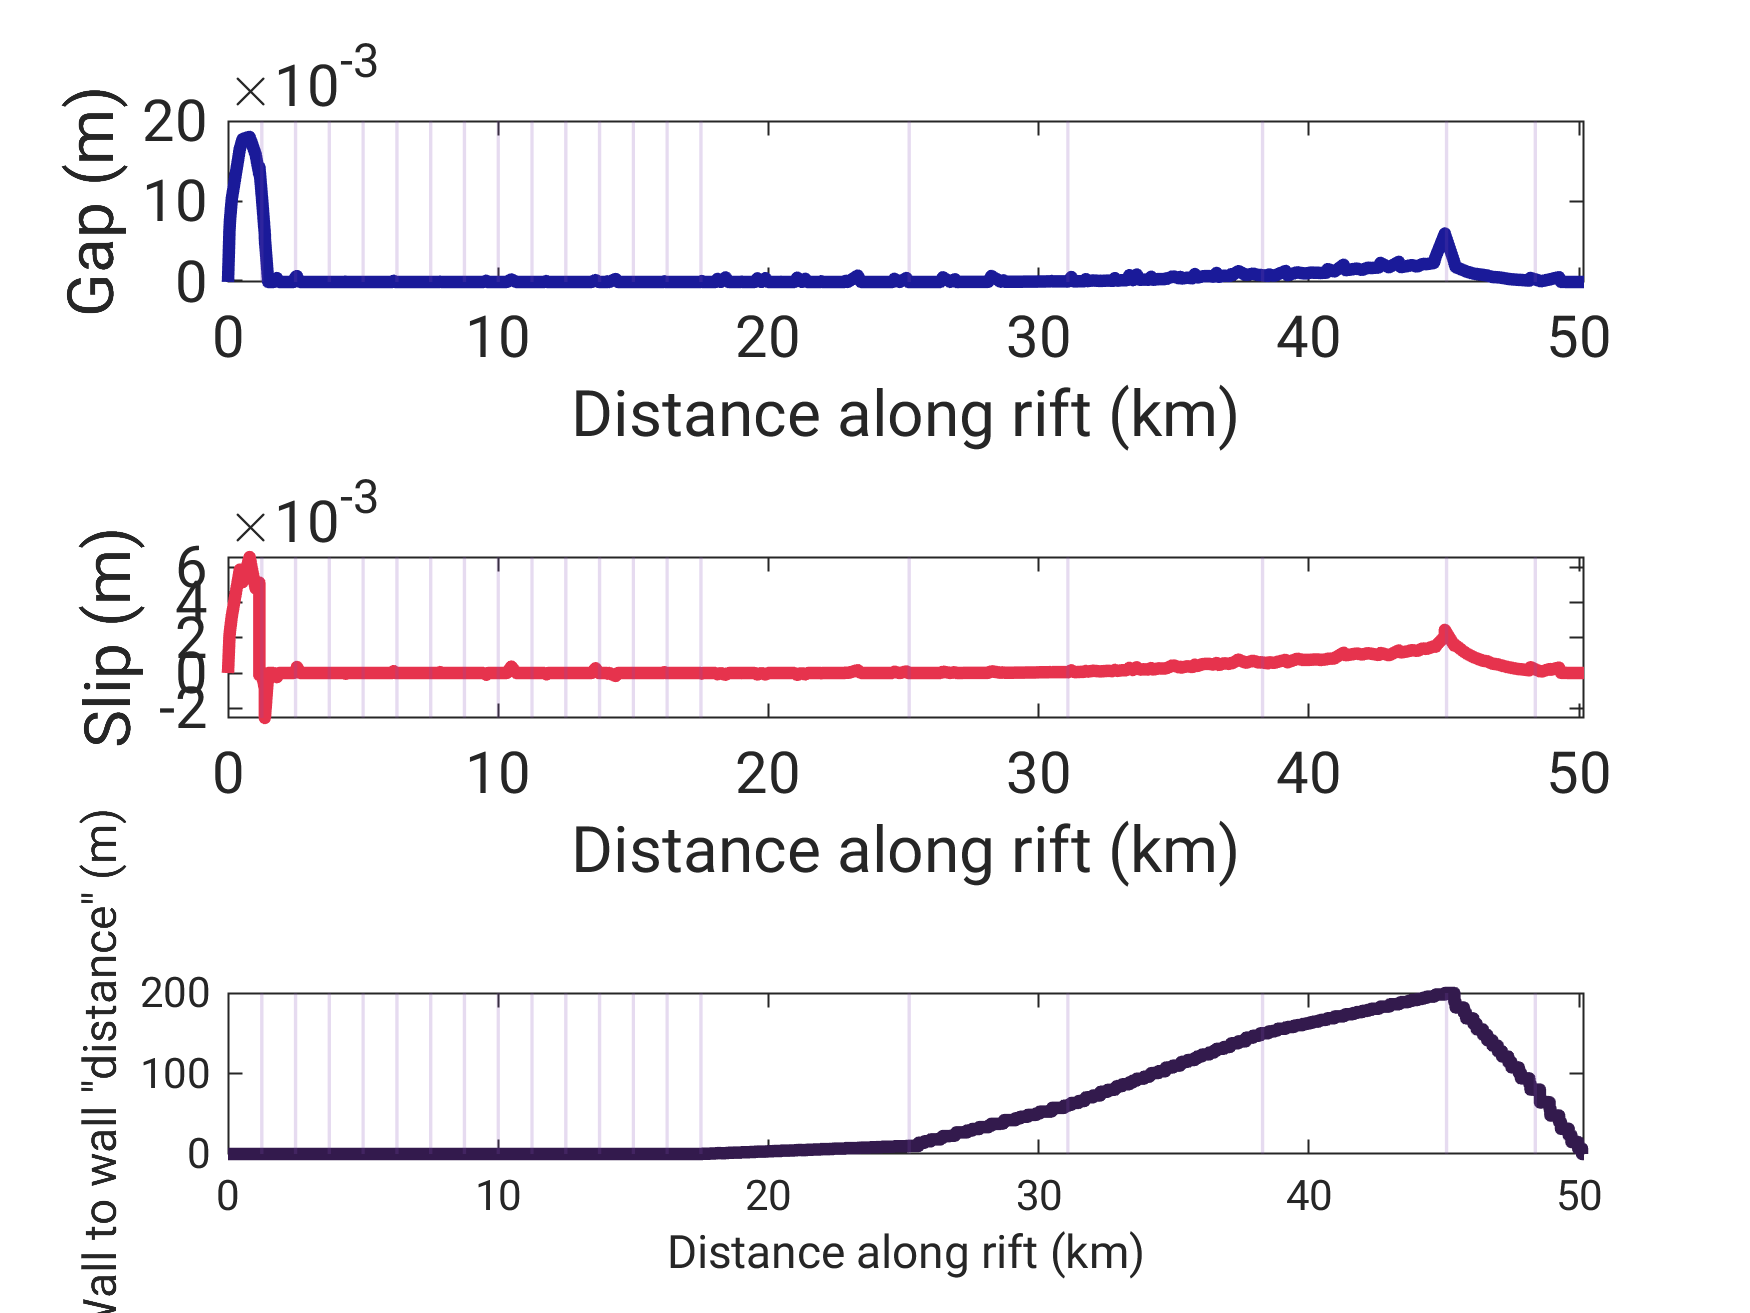 ×10-3
Gap (m)
20
10
0
0 10 20 30 40 50
Distance along rift (km)
×10-3
Slip (m)
6
4
2
0
-2
0 10 20 30 40 50
Distance along rift (km)
Wall to wall "distance" (m)
200
100
0
0 10 20 30 40 50
Distance along rift (km)